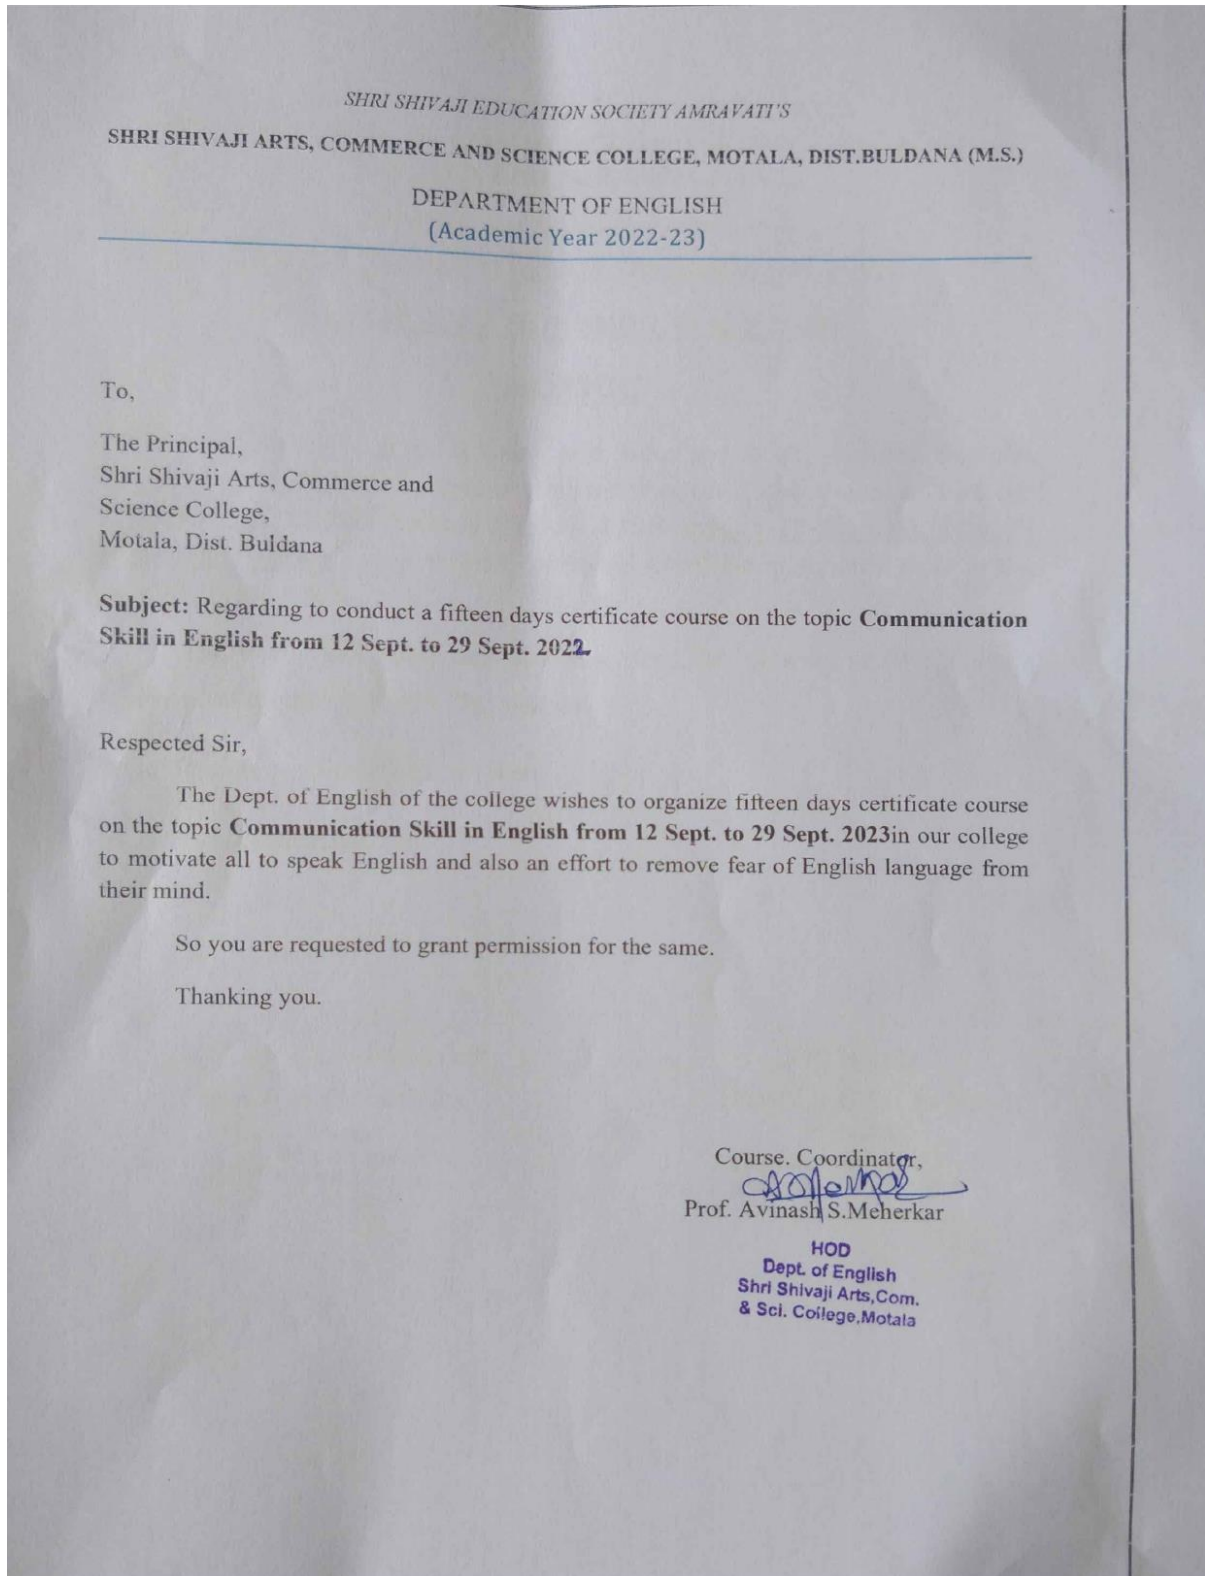 SHRI SHIVAJI EDUCATION SOCIETY AMRAVATI'S
SHRI SHIVAJI ARTS, COMMERCE AND SCIENCE COLLEGE, MOTALA, DIST.BULDANA (M.S.)
DEPARTMENT OF ENGLISH
(Academic Year 2022-23)
To,
The Principal,
Shri Shivaji Arts, Commerce and
Science College,
Motala, Dist. Buldana
Subject: Regarding to conduct a fifteen days certificate course on the topic Communication
Skill in English from 12 Sept. to 29 Sept. 2022.
Respected Sir,
The Dept. of English of the college wishes to organize fifteen days certificate course
on the topic Communication Skill in English from 12 Sept. to 29 Sept. 2023in our college
to motivate all to speak English and also an effort to remove fear of English language from
their mind.
So you are requested to grant permission for the same.
Thanking you.
Course. Coordinator,
Prof. Avinash S.Meherkar
HOD
Dept. of English
Shri Shivaji Arts,Com.
& Sci. College,Motala